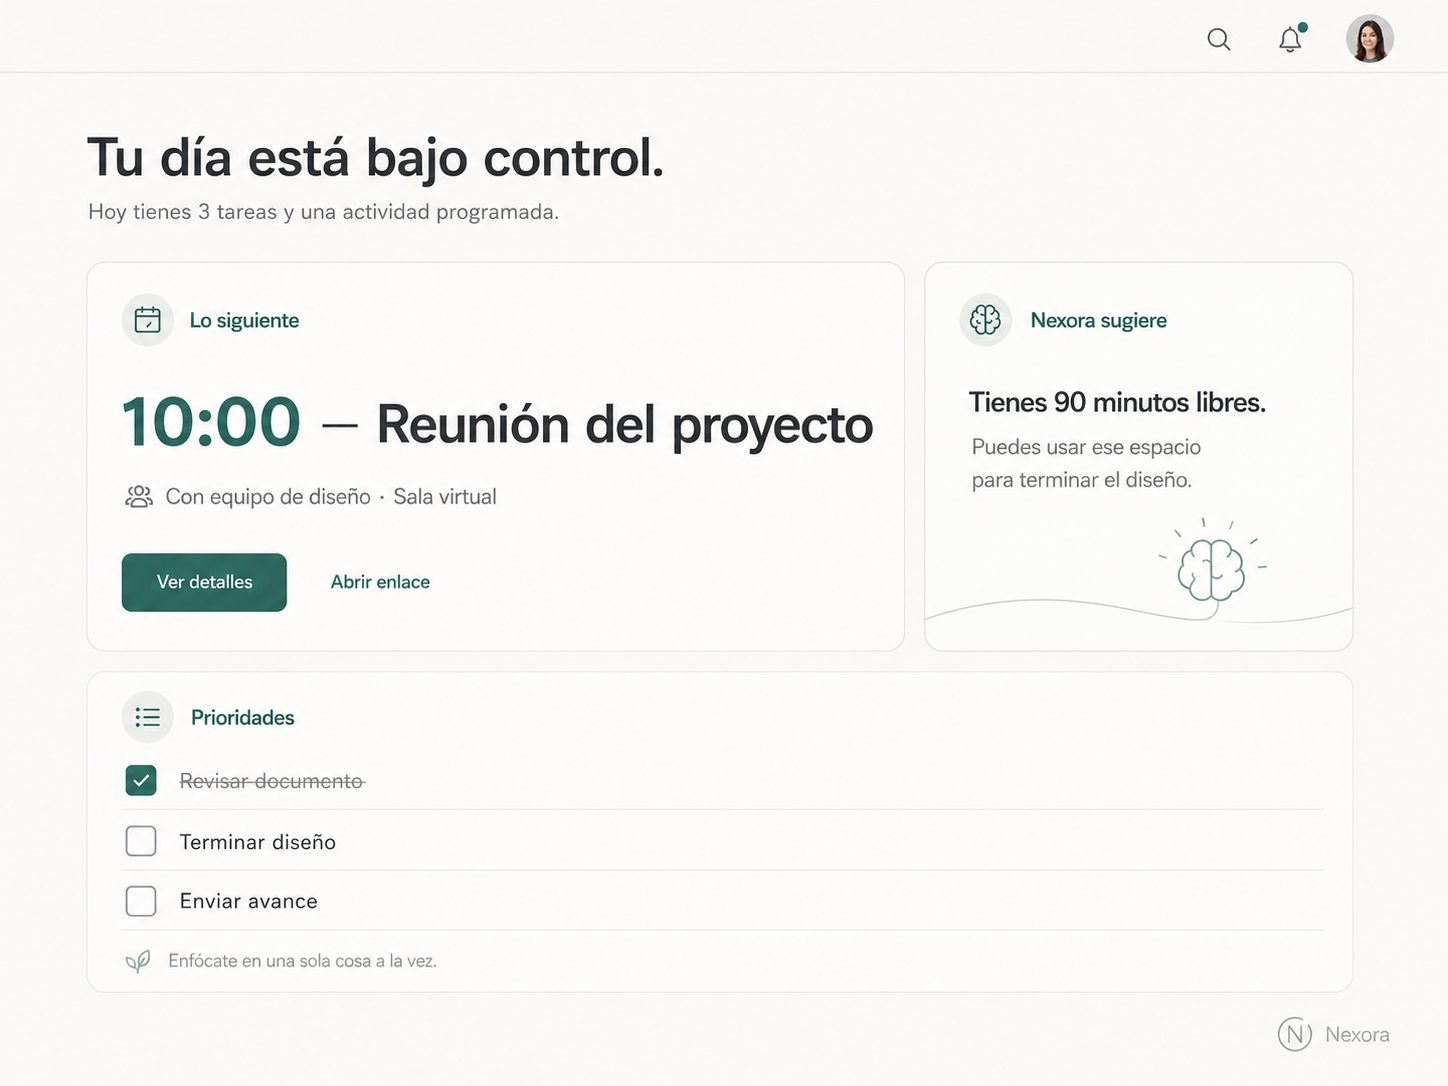 Tu día está bajo control.
Hoy tienes 3 tareas y una actividad programada.
Lo siguiente
10:00 — Reunión del proyecto
Con equipo de diseño · Sala virtual
Ver detalles
Abrir enlace
Nexora sugiere
Tienes 90 minutos libres.
Puedes usar ese espacio
para terminar el diseño.
Prioridades
Revisar documento
Terminar diseño
Enviar avance
Enfócate en una sola cosa a la vez.
N Nexora